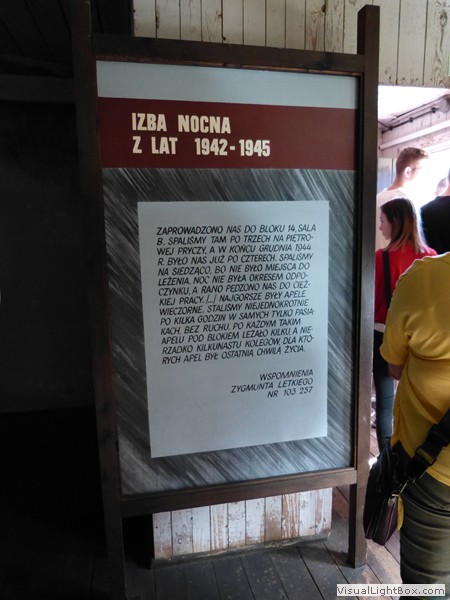 IZBA NOCNA
Z LAT 1942-1945
ZAPROWADZONO NAS DO BLOKU 14, SALA
B. SPALIŚMY TAM PO TRZECH NA PIĘTRO-
WEJ PRYCZY, A W KOŃCU GRUDNIA 1944
R. BYŁO NAS JUŻ PO CZTERECH. SPALIŚMY
NA SIEDZĄCO, BO NIE BYŁO MIEJSCA DO
LEŻENIA. NOC NIE BYŁA OKRESEM ODPO-
CZYNKU, A RANO PĘDZONO NAS DO CIĘŻ-
KIEJ PRACY. /.../ NAJGORSZE BYŁY APELE
WIECZORNE. STALIŚMY NIEJEDNOKROTNIE
PO KILKA GODZIN W SAMYCH TYLKO PASIA-
KACH, BEZ RUCHU. PO KAŻDYM TAKIM
APELU POD BLOKIEM LEŻAŁO KILKU, A NIE-
RZADKO KILKUNASTU KOLEGÓW DLA KTÓ-
RYCH APEL BYŁ OSTATNIĄ CHWILĄ ŻYCIA.
WSPOMNIENIA
ZYGMUNTA LETKIEGO
NR 103 257
VisualLightBox.com